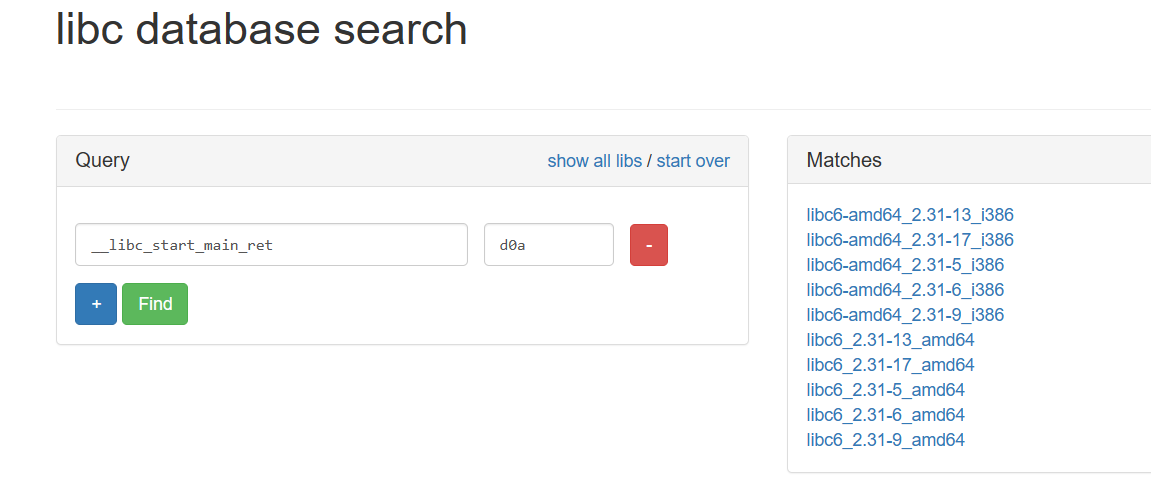 libc database search
Query
show all libs / start over
__libc_start_main_ret
d0a
-
+
Find
Matches
libc6-amd64_2.31-13_i386
libc6-amd64_2.31-17_i386
libc6-amd64_2.31-5_i386
libc6-amd64_2.31-6_i386
libc6-amd64_2.31-9_i386
libc6_2.31-13_amd64
libc6_2.31-17_amd64
libc6_2.31-5_amd64
libc6_2.31-6_amd64
libc6_2.31-9_amd64